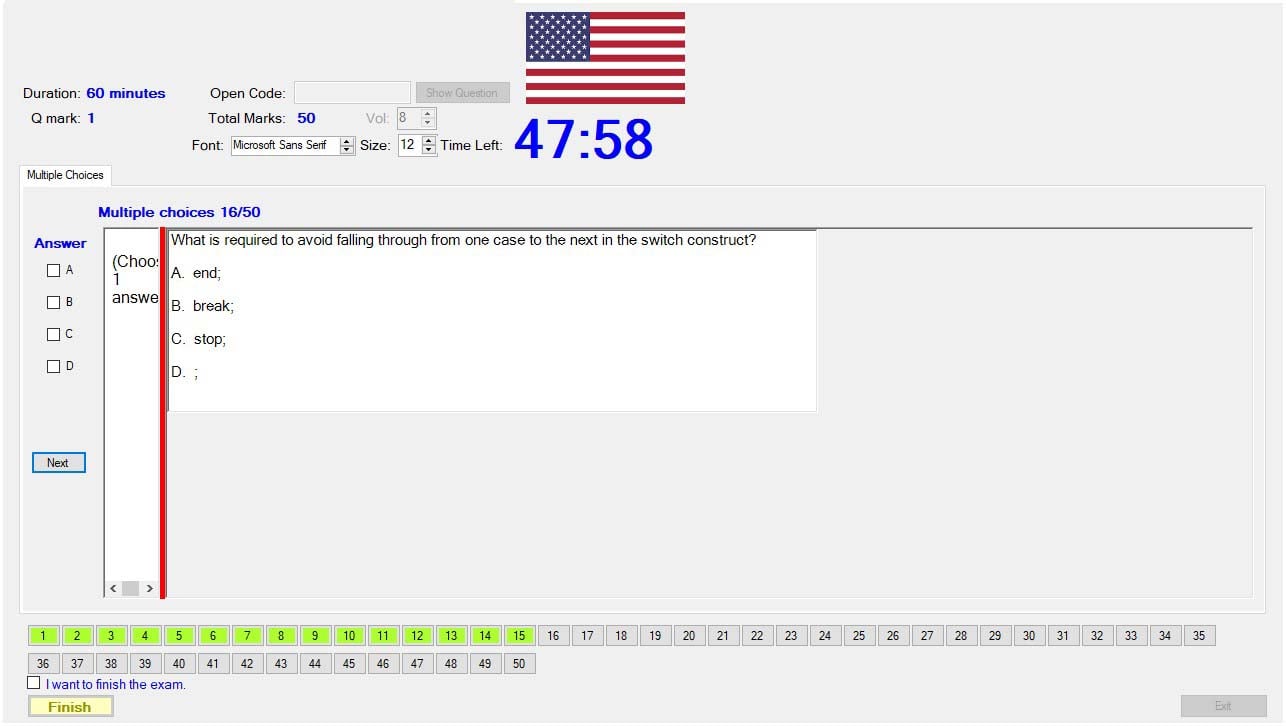 Duration: 60 minutes Open Code: Show Question
Q mark: 1 Total Marks: 50 Vol: 8
Font: Microsoft Sans Serif Size: 12 Time Left: 47:58
Multiple Choices
Multiple choices 16/50
Answer
A
B
C
D
Next
(Choos
1
answe
What is required to avoid falling through from one case to the next in the switch construct?
A. end;
B. break;
C. stop;
D. ;
1 2 3 4 5 6 7 8 9 10 11 12 13 14 15 16 17 18 19 20 21 22 23 24 25 26 27 28 29 30 31 32 33 34 35
36 37 38 39 40 41 42 43 44 45 46 47 48 49 50
I want to finish the exam.
Finish Exit